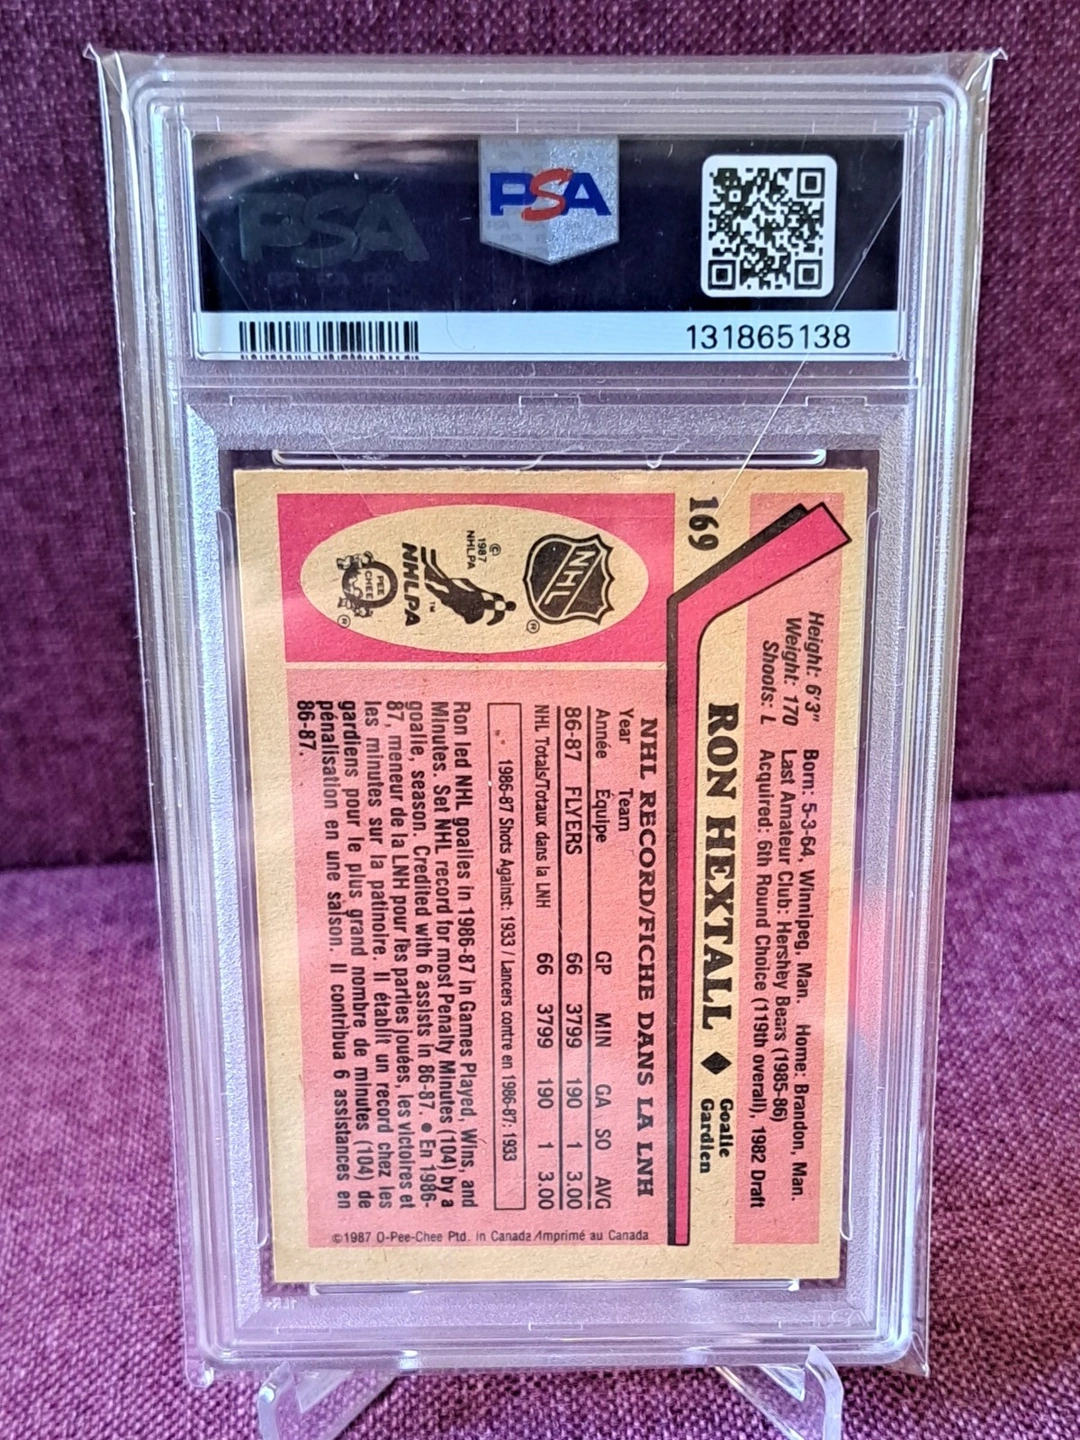 PSA
PSA
131865138
169
Height: 6'3"
Weight: 170
Shoots: L
Born: 5-3-64, Winnipeg, Man. Home: Brandon, Man.
Last Amateur Club: Hershey Bears (1985-86)
Acquired: 6th Round Choice (119th overall), 1982 Draft
RON HEXTALL ♦ Goalie
Gardien
NHL
®
© 1987
NHLPA
NHLPA
™
O PEE CHEE
®
NHL RECORD/FICHE DANS LA LNH
Year Team
Année Équipe GP MIN GA SO AVG
86-87 FLYERS 66 3799 190 1 3.00
NHL Totals/Totaux dans la LNH 66 3799 190 1 3.00
1986-87 Shots Against: 1933 / Lancers contre en 1986-87: 1933
Ron led NHL goalies in 1986-87 in Games Played, Wins, and
Minutes. Set NHL record for most Penalty Minutes (104) by a
goalie, season. Credited with 6 assists in 86-87. • En 1986-
87, meneur de la LNH pour les parties jouées, les victoires et
les minutes sur la patinoire. Il établit un record chez les
gardiens pour le plus grand nombre de minutes (104) de
pénalisation en une saison. Il contribua 6 assistances en
86-87.
©1987 O-Pee-Chee Ptd. in Canada/Imprimé au Canada